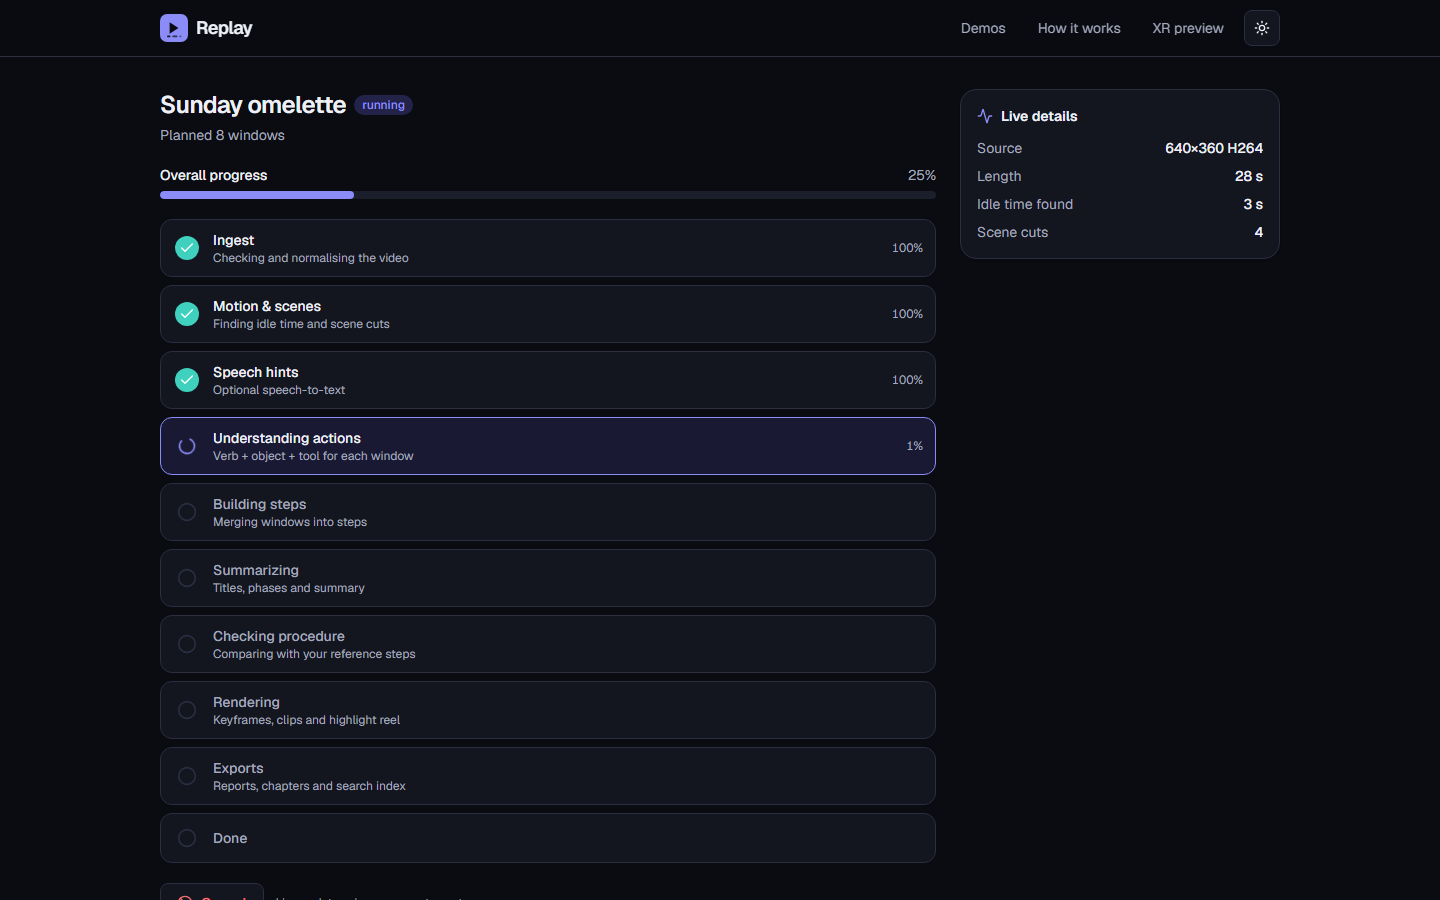 Replay
Demos
How it works
XR preview
Sunday omelette
running
Planned 8 windows
Overall progress
25%
Ingest
Checking and normalising the video
100%
Motion & scenes
Finding idle time and scene cuts
100%
Speech hints
Optional speech-to-text
100%
Understanding actions
Verb + object + tool for each window
1%
Building steps
Merging windows into steps
Summarizing
Titles, phases and summary
Checking procedure
Comparing with your reference steps
Rendering
Keyframes, clips and highlight reel
Exports
Reports, chapters and search index
Done
Live details
Source
640×360 H264
Length
28 s
Idle time found
3 s
Scene cuts
4